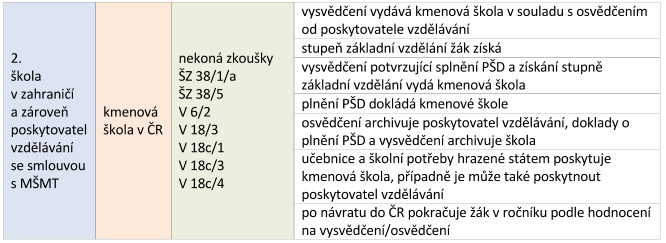 2.
škola
v zahraničí
a zároveň
poskytovatel
vzdělávání
se smlouvou
s MŠMT
kmenová
škola v ČR
nekoná zkoušky
ŠZ 38/1/a
ŠZ 38/5
V 6/2
V 18/3
V 18c/1
V 18c/3
V 18c/4
vysvědčení vydává kmenová škola v souladu s osvědčením
od poskytovatele vzdělávání
stupeň základní vzdělání žák získá
vysvědčení potvrzující splnění PŠD a získání stupně
základní vzdělání vydá kmenová škola
plnění PŠD dokládá kmenové škole
osvědčení archivuje poskytovatel vzdělávání, doklady o
plnění PŠD a vysvědčení archivuje škola
učebnice a školní potřeby hrazené státem poskytuje
kmenová škola, případně je může také poskytnout
poskytovatel vzdělávání
po návratu do ČR pokračuje žák v ročníku podle hodnocení
na vysvědčení/osvědčení